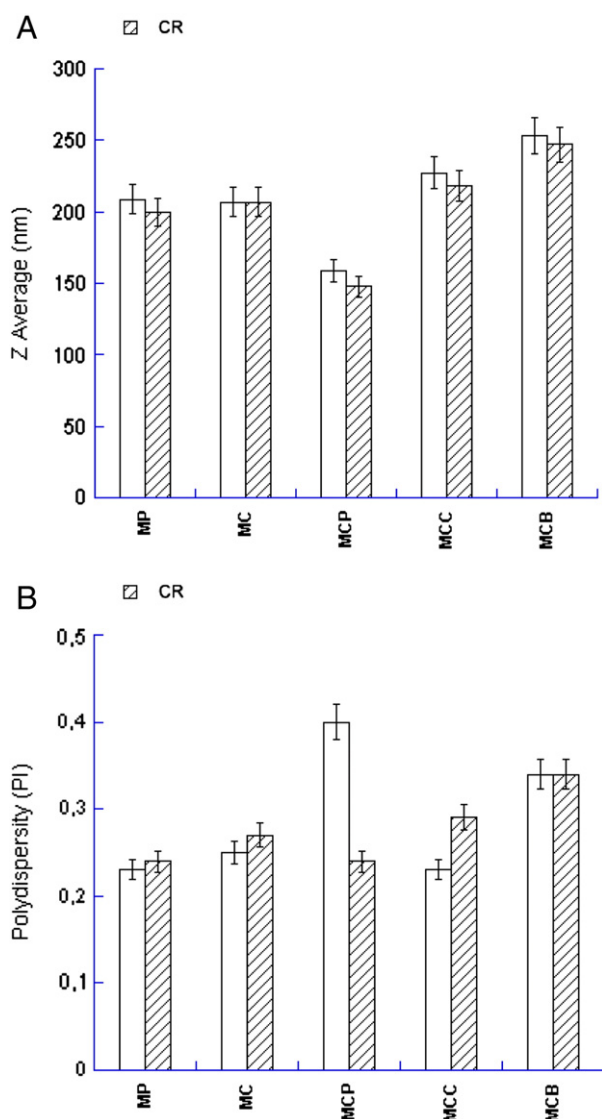 A
CR
Z Average (nm)
300
250
200
150
100
50
0
MP
MC
MCP
MCC
MCB
B
CR
Polydispersity (PI)
0,5
0,4
0,3
0,2
0,1
0
MP
MC
MCP
MCC
MCB